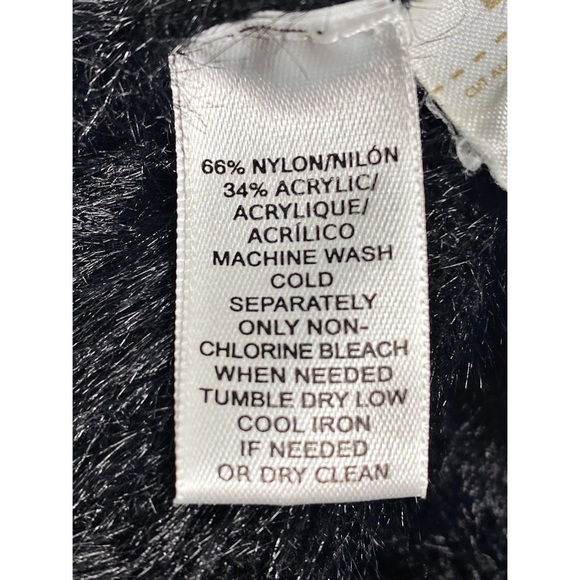 66% NYLON/NILÓN
34% ACRYLIC/
ACRYLIQUE/
ACRÍLICO
MACHINE WASH
COLD
SEPARATELY
ONLY NON-
CHLORINE BLEACH
WHEN NEEDED
TUMBLE DRY LOW
COOL IRON
IF NEEDED
OR DRY CLEAN